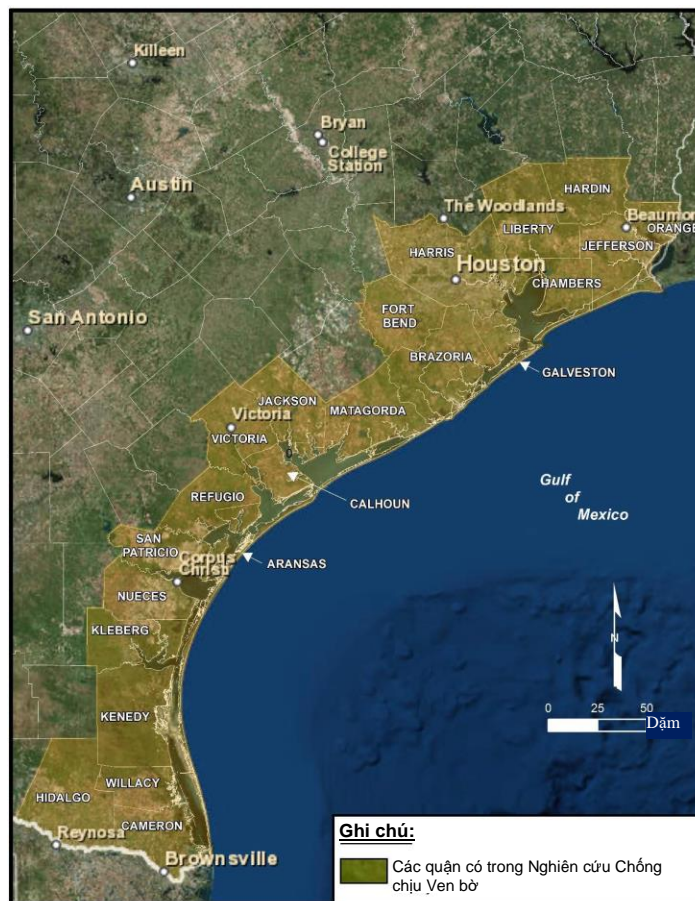 Killeen
Bryan
College
Station
Austin
HARDIN
The Woodlands
Beaumon
LIBERTY
ORANGE
HARRIS
JEFFERSON
Houston
CHAMBERS
San Antonio
FORT
BEND
BRAZORIA
GALVESTON
JACKSON
MATAGORDA
Victoria
VICTORIA
Gulf
of
Mexico
REFUGIO
CALHOUN
SAN
PATRICIO
Corpus
Christi
ARANSAS
NUECES
KLEBERG
N
KENEDY
0 25 50
Dặm
WILLACY
HIDALGO
CAMERON
Reynosa
Brownsville
Ghi chú:
Các quận có trong Nghiên cứu Chống
chịu Ven bờ